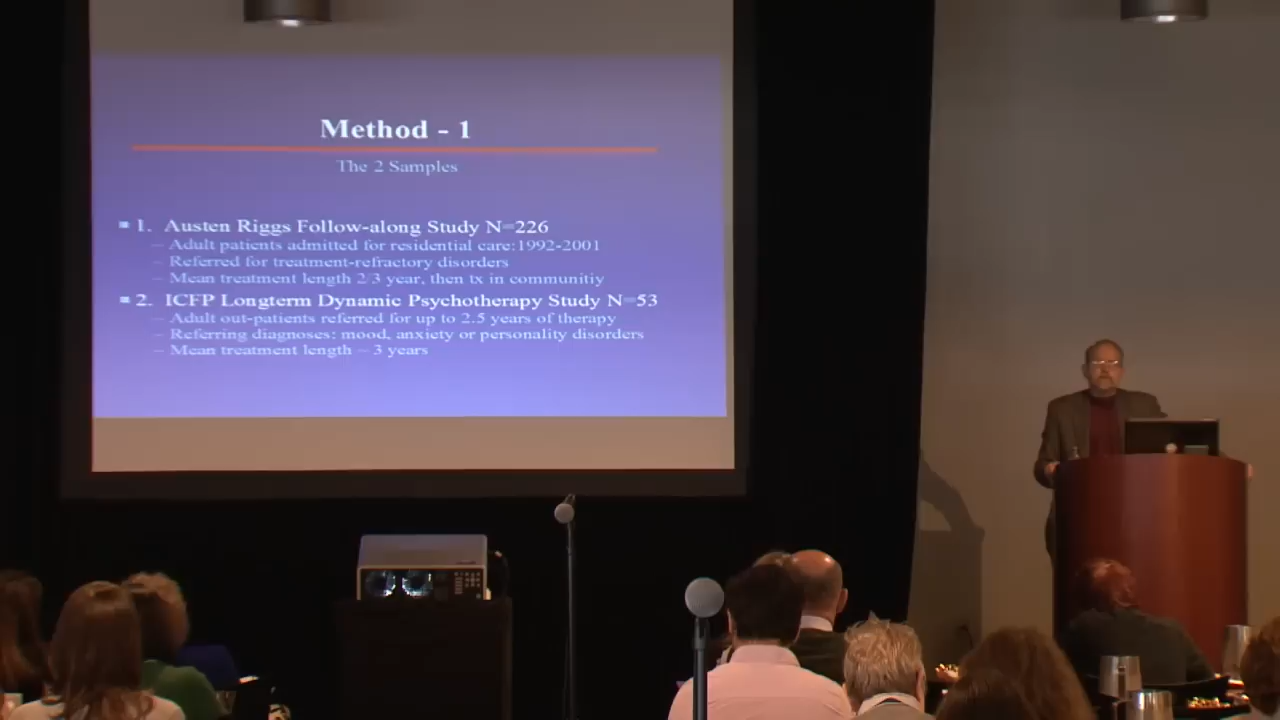 Method - 1
The 2 Samples
1. Austen Riggs Follow-along Study N=226
– Adult patients admitted for residential care:1992-2001
– Referred for treatment-refractory disorders
– Mean treatment length 2/3 year, then tx in communitiy
2. ICFP Longterm Dynamic Psychotherapy Study N=53
– Adult out-patients referred for up to 2.5 years of therapy
– Referring diagnoses: mood, anxiety or personality disorders
– Mean treatment length ~ 3 years